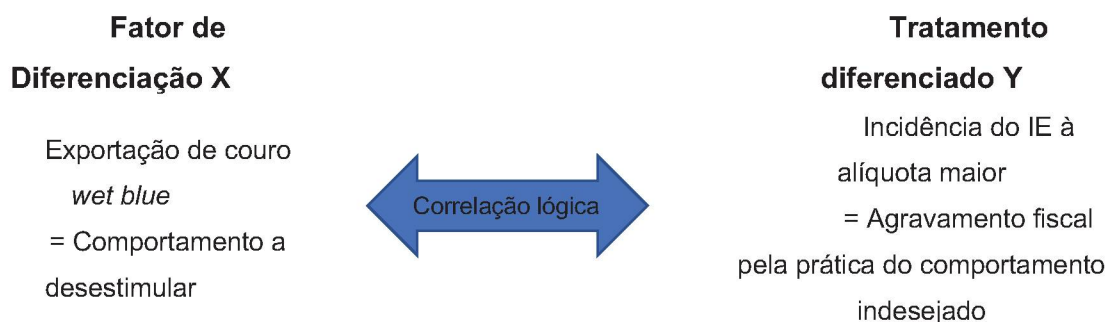 Fator de
Diferenciação X
Exportação de couro
wet blue
= Comportamento a
desestimular
Correlação lógica
Tratamento
diferenciado Y
Incidência do IE à
alíquota maior
= Agravamento fiscal
pela prática do comportamento
indesejado